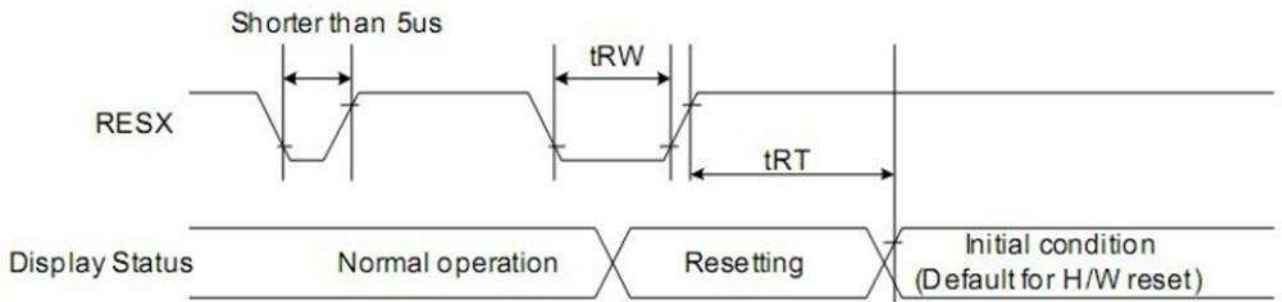 Shorter than 5us
tRW
RESX
tRT
Display Status
Normal operation
Resetting
Initial condition
(Default for H/W reset)